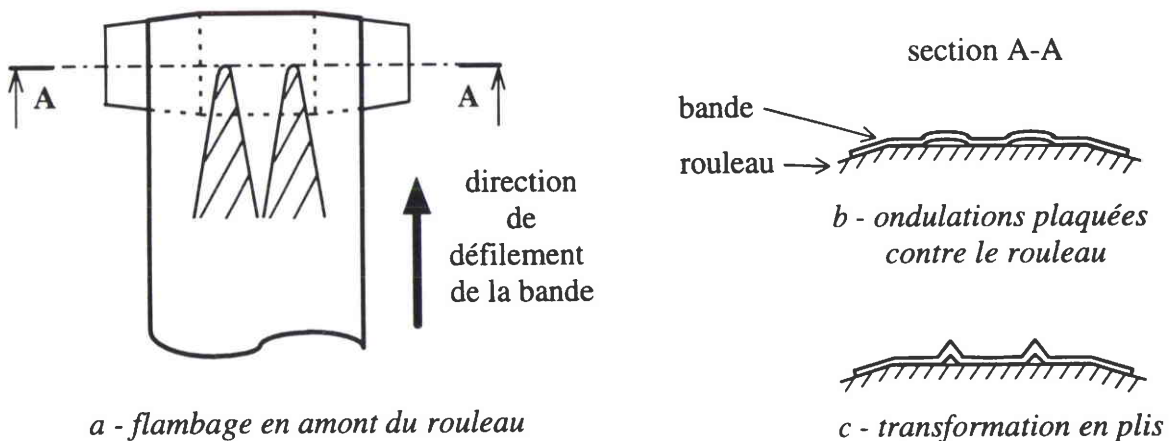 A
A
direction
de
défilement
de la bande
a - flambage en amont du rouleau
section A-A
bande
rouleau
b - ondulations plaquées
contre le rouleau
c - transformation en plis